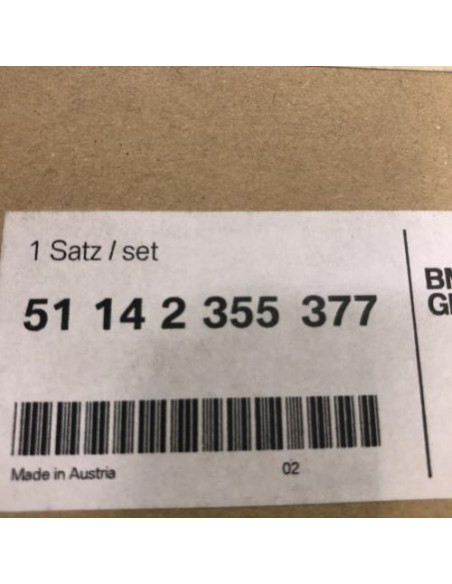 1 Satz / set
51 14 2 355 377
Made in Austria 02